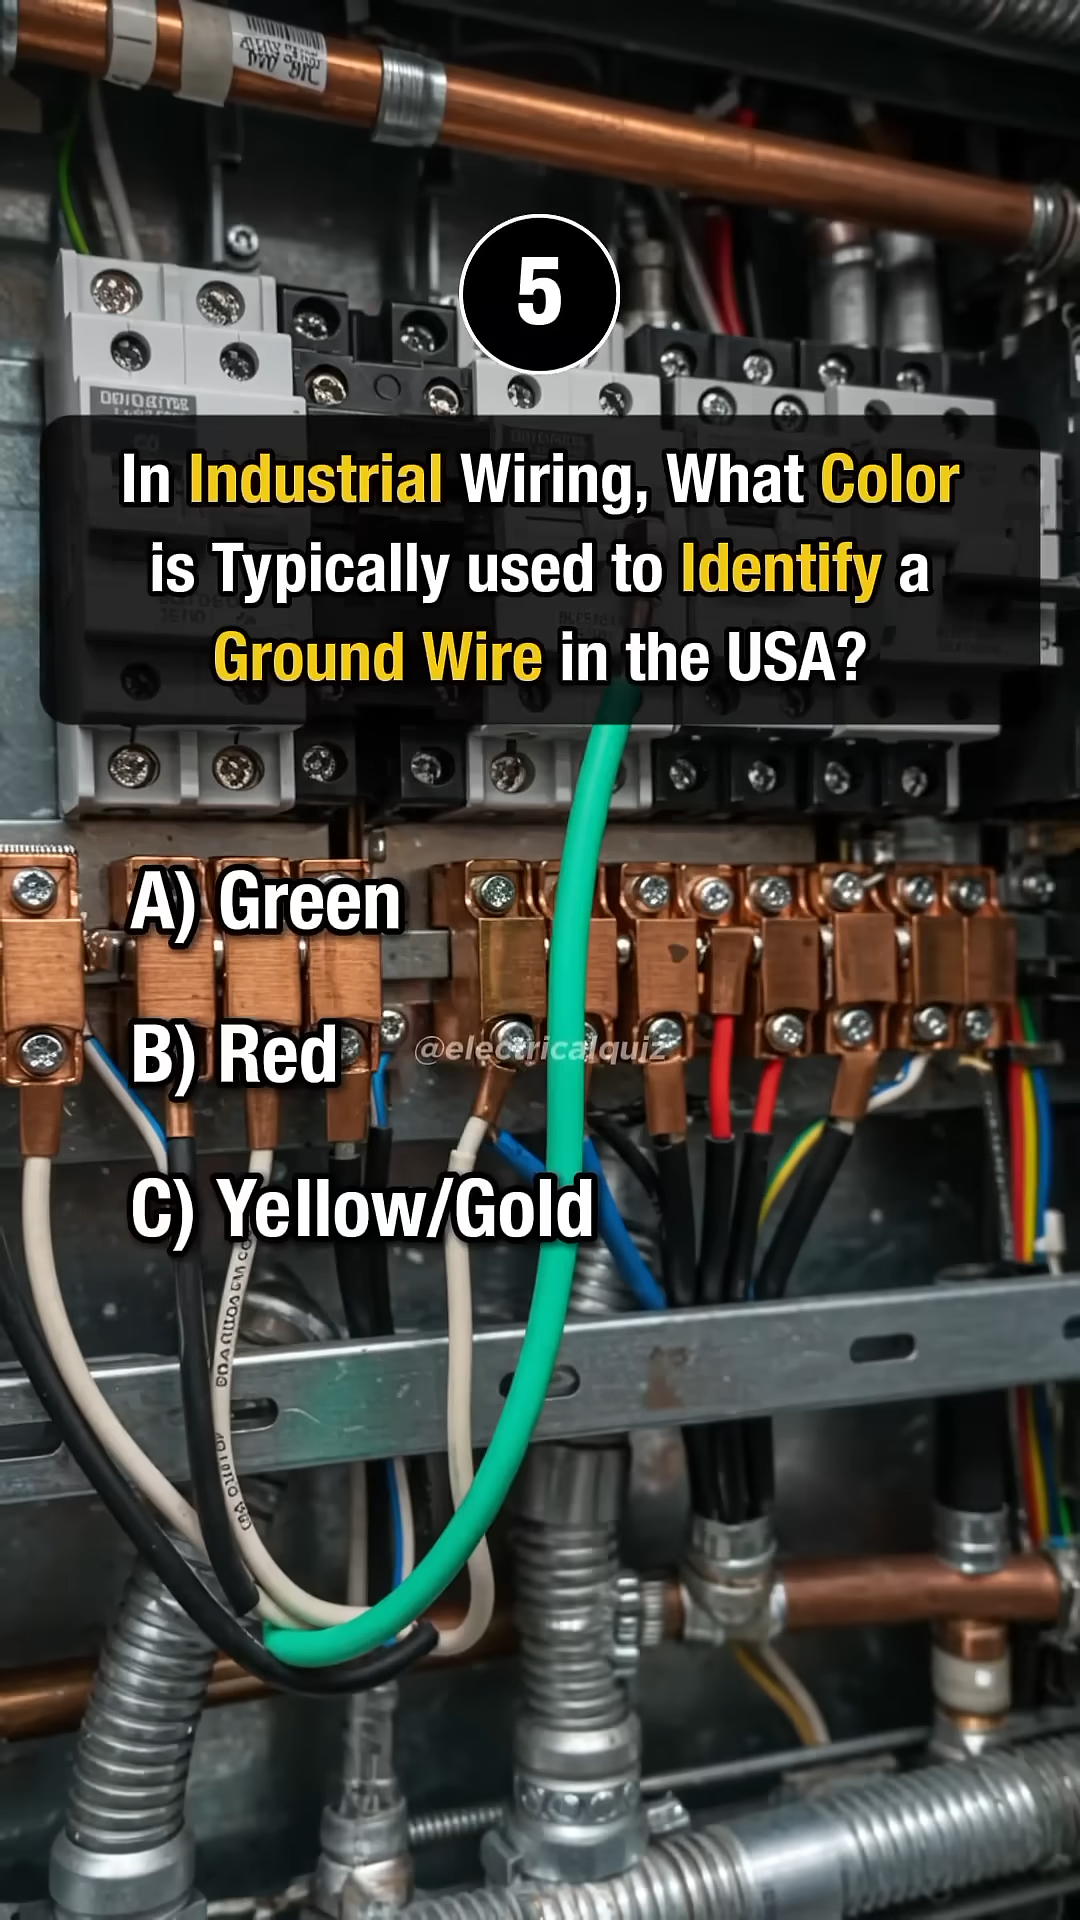 5
In Industrial Wiring, What Color
is Typically used to Identify a
Ground Wire in the USA?
A) Green
B) Red
@electricalquiz
C) Yellow/Gold